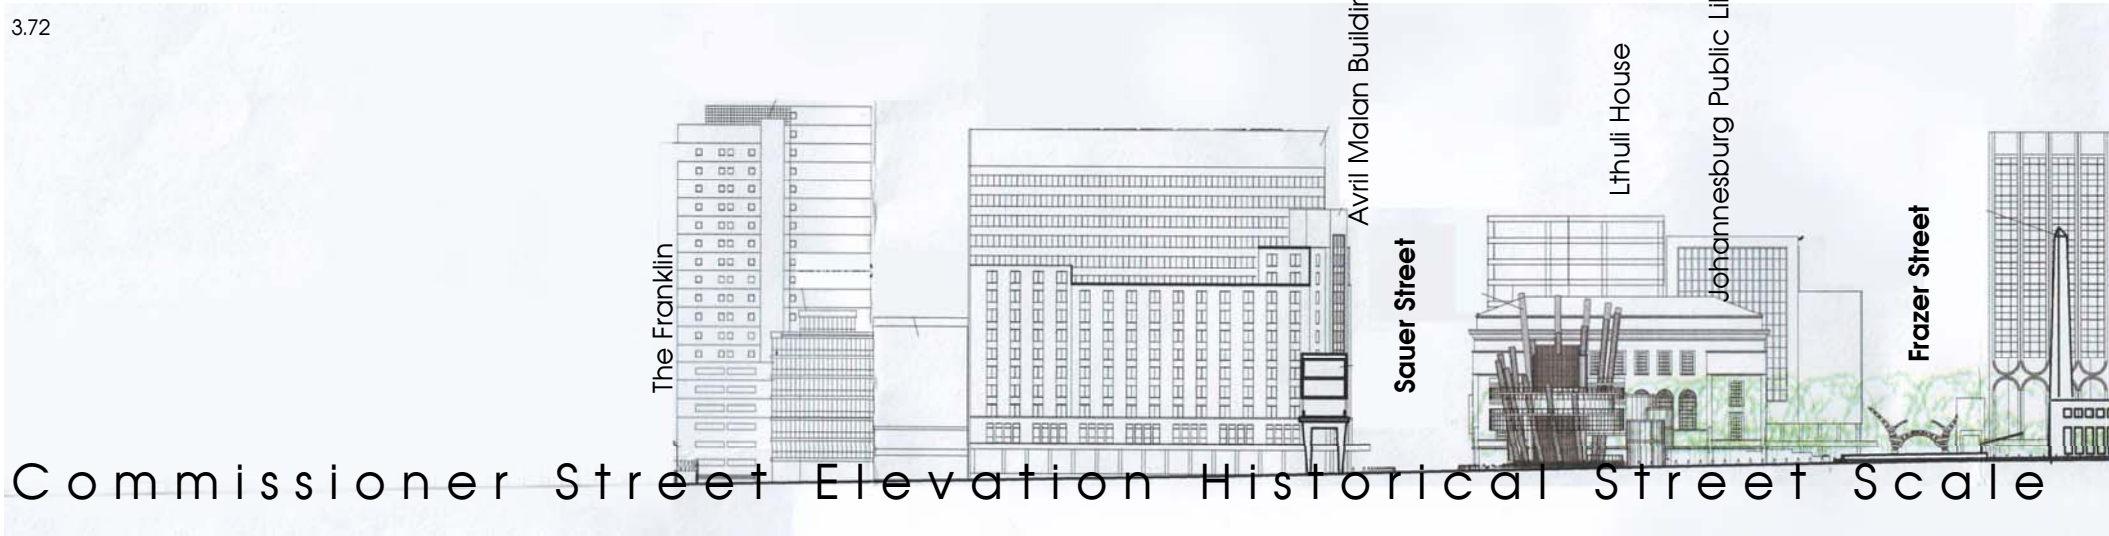 3.72
The Franklin
Avril Malan Buildin
Sauer Street
Lthuli House
Johannesburg Public Li
Frazer Street
Commissioner Street Elevation Historical Street Scale